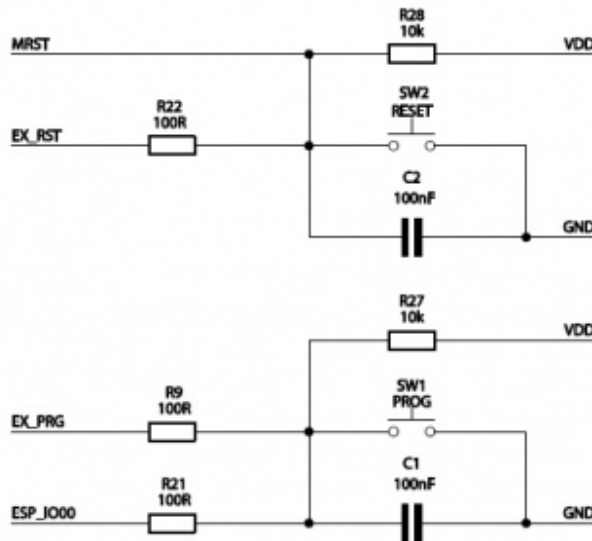 R28
10k
MRST
VDD
SW2
RESET
R22
100R
EX_RST
C2
100nF
GND
R27
10k
VDD
SW1
PROG
R9
100R
EX_PRG
C1
100nF
R21
100R
ESP_IO00
GND